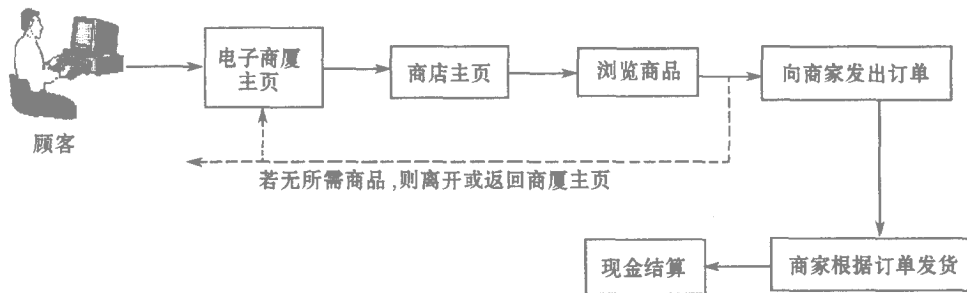 电子商厦
主页
商店主页
浏览商品
向商家发出订单
顾客
若无所需商品,则离开或返回商厦主页
现金结算
商家根据订单发货